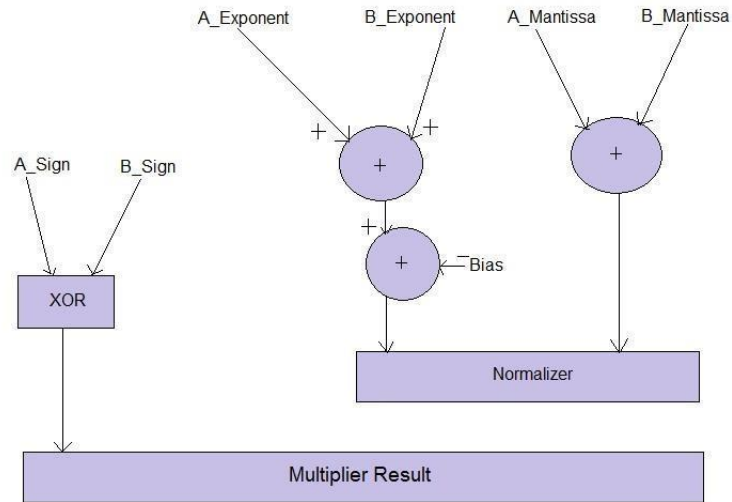 A_Exponent
B_Exponent
A_Mantissa
B_Mantissa
+
+
+
+
A_Sign
B_Sign
+
+
− Bias
XOR
Normalizer
Multiplier Result